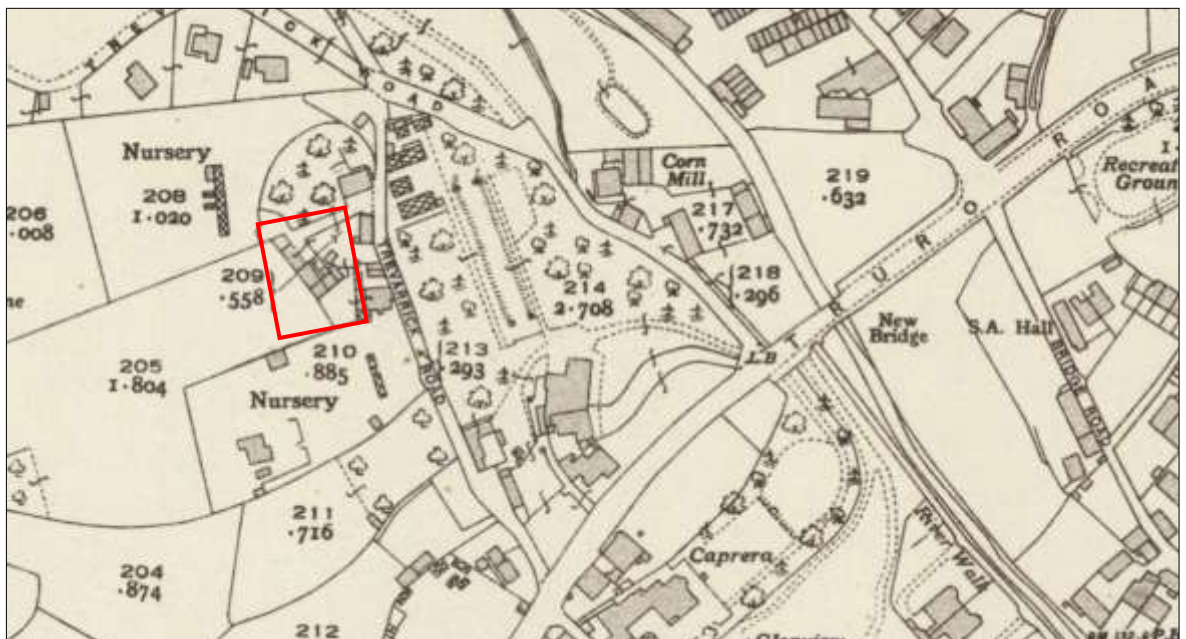 ROAD
Nursery
208
1·020
206
·008
209
·558
205
1·804
210
·885
Nursery
TREVARRICK ROAD
213
·293
214
2·708
Corn
Mill
217
·732
218
·296
219
·632
TRURO ROA
Recreat
Groun
L.B
New
Bridge
S.A. Hall
BRIDGE ROAD
River Walk
Caprera
211
·716
204
·874
212